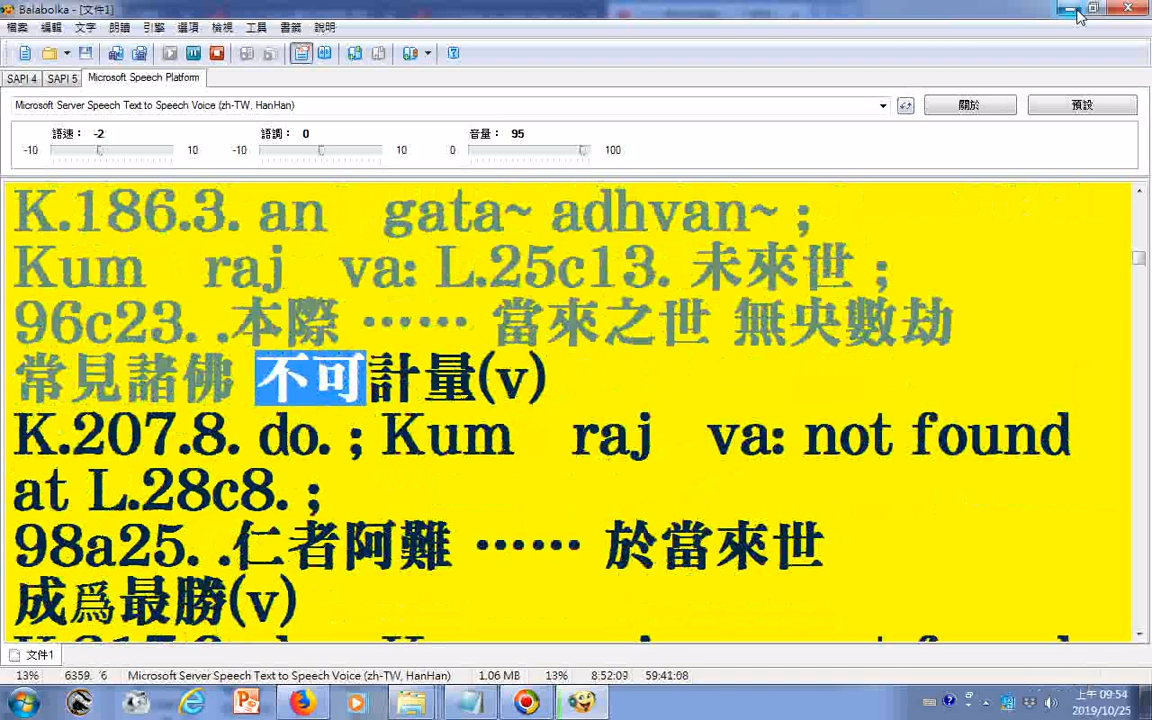 Balabolka - [文件1]
檔案 編輯 文字 朗讀 引擎 選項 檢視 工具 書籤 說明
SAPI 4 SAPI 5 Microsoft Speech Platform
Microsoft Server Speech Text to Speech Voice (zh-TW, HanHan) 關於 預設
語速： -2 語調： 0 音量： 95
-10 10 -10 10 0 100
K.186.3. an gata~ adhvan~ ;
Kum raj va: L.25c13. 未來世 ;
96c23. .本際 …… 當來之世 無央數劫
常見諸佛 不可計量(v)
K.207.8. do. ; Kum raj va: not found
at L.28c8. ;
98a25. .仁者阿難 …… 於當來世
成爲最勝(v)
文件1
13% Microsoft Server Speech Text to Speech Voice (zh-TW, HanHan) 1.06 MB 13% 8:52:09 59:41:08
上午 09:54
2019/10/25